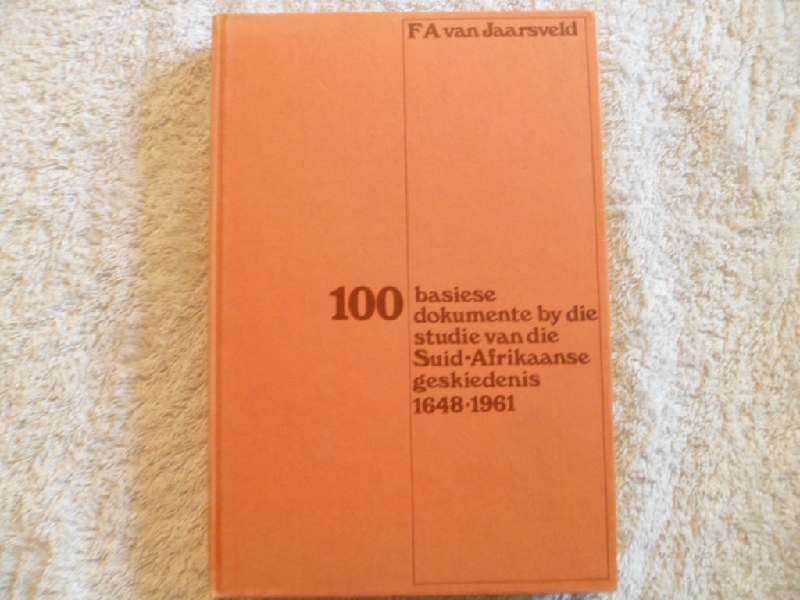 F A van Jaarsveld
100 basiese
dokumente by die
studie van die
Suid-Afrikaanse
geskiedenis
1648-1961